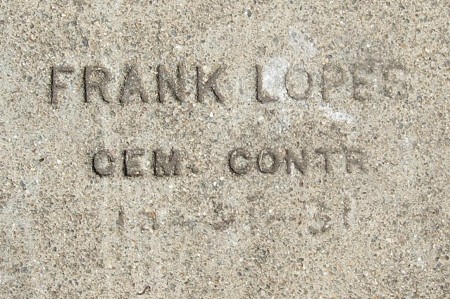 FRANK LOPES
CEM. CONTR.